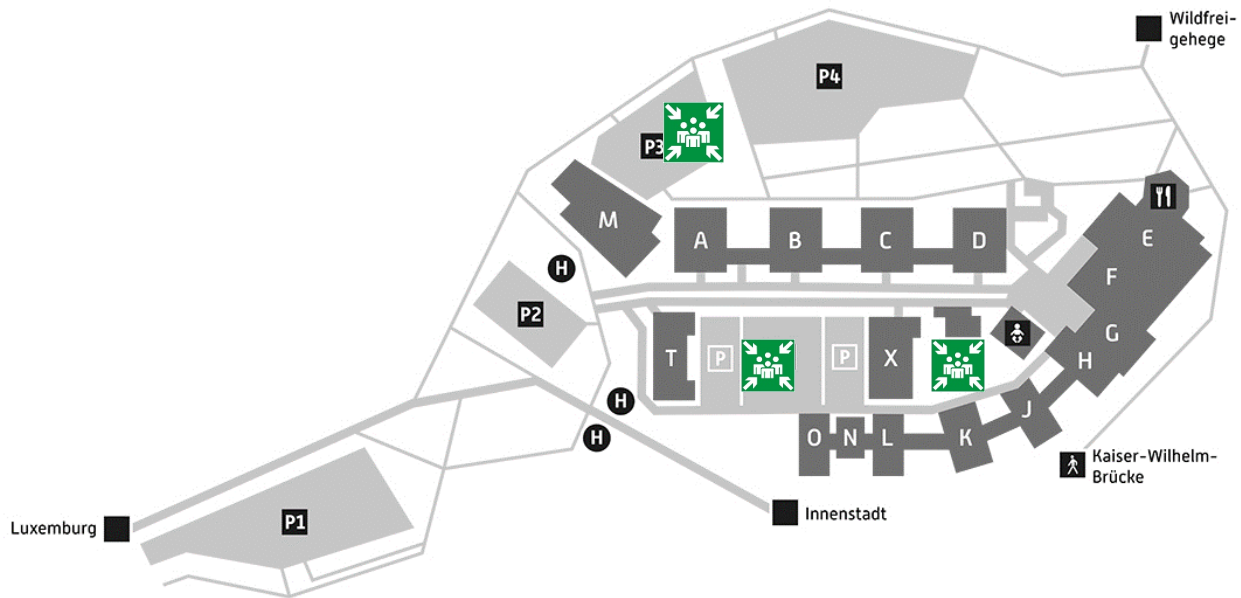 Wildfrei-
gehege
P4
P3
M
A
B
C
D
E
F
H
P2
T
P
P
X
G
H
H
J
O
N
L
K
H
Kaiser-Wilhelm-
Brücke
Luxemburg
P1
Innenstadt